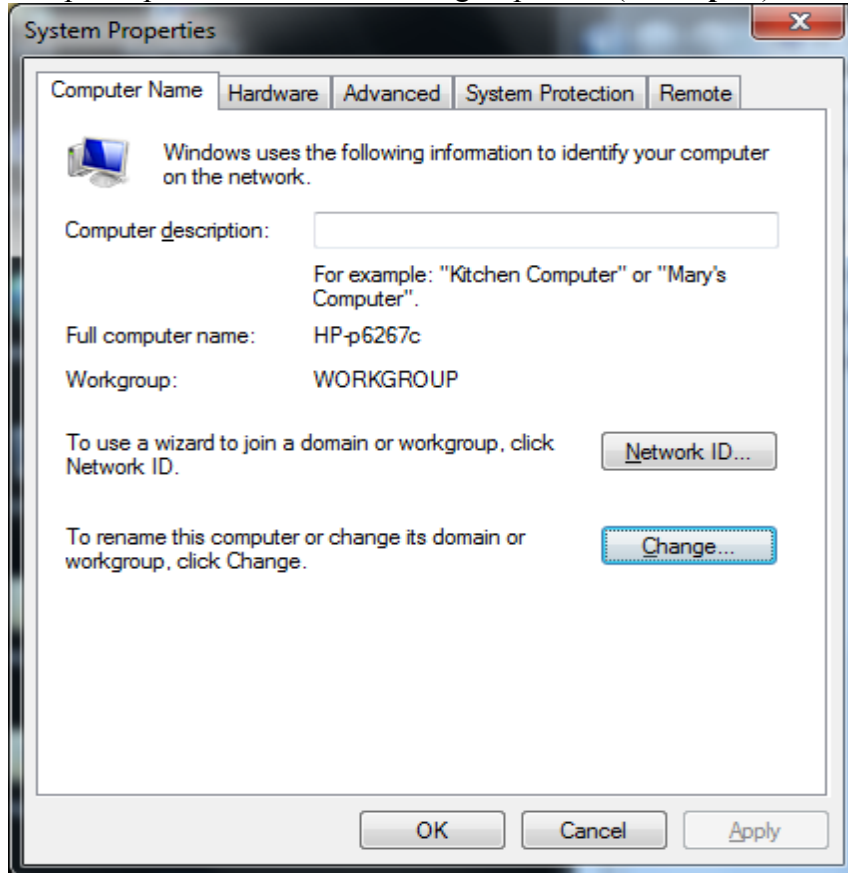 System Properties
Computer Name Hardware Advanced System Protection Remote
Windows uses the following information to identify your computer
on the network.
Computer description:
For example: "Kitchen Computer" or "Mary's
Computer".
Full computer name: HP-p6267c
Workgroup: WORKGROUP
To use a wizard to join a domain or workgroup, click
Network ID.
Network ID...
To rename this computer or change its domain or
workgroup, click Change.
Change...
OK Cancel Apply